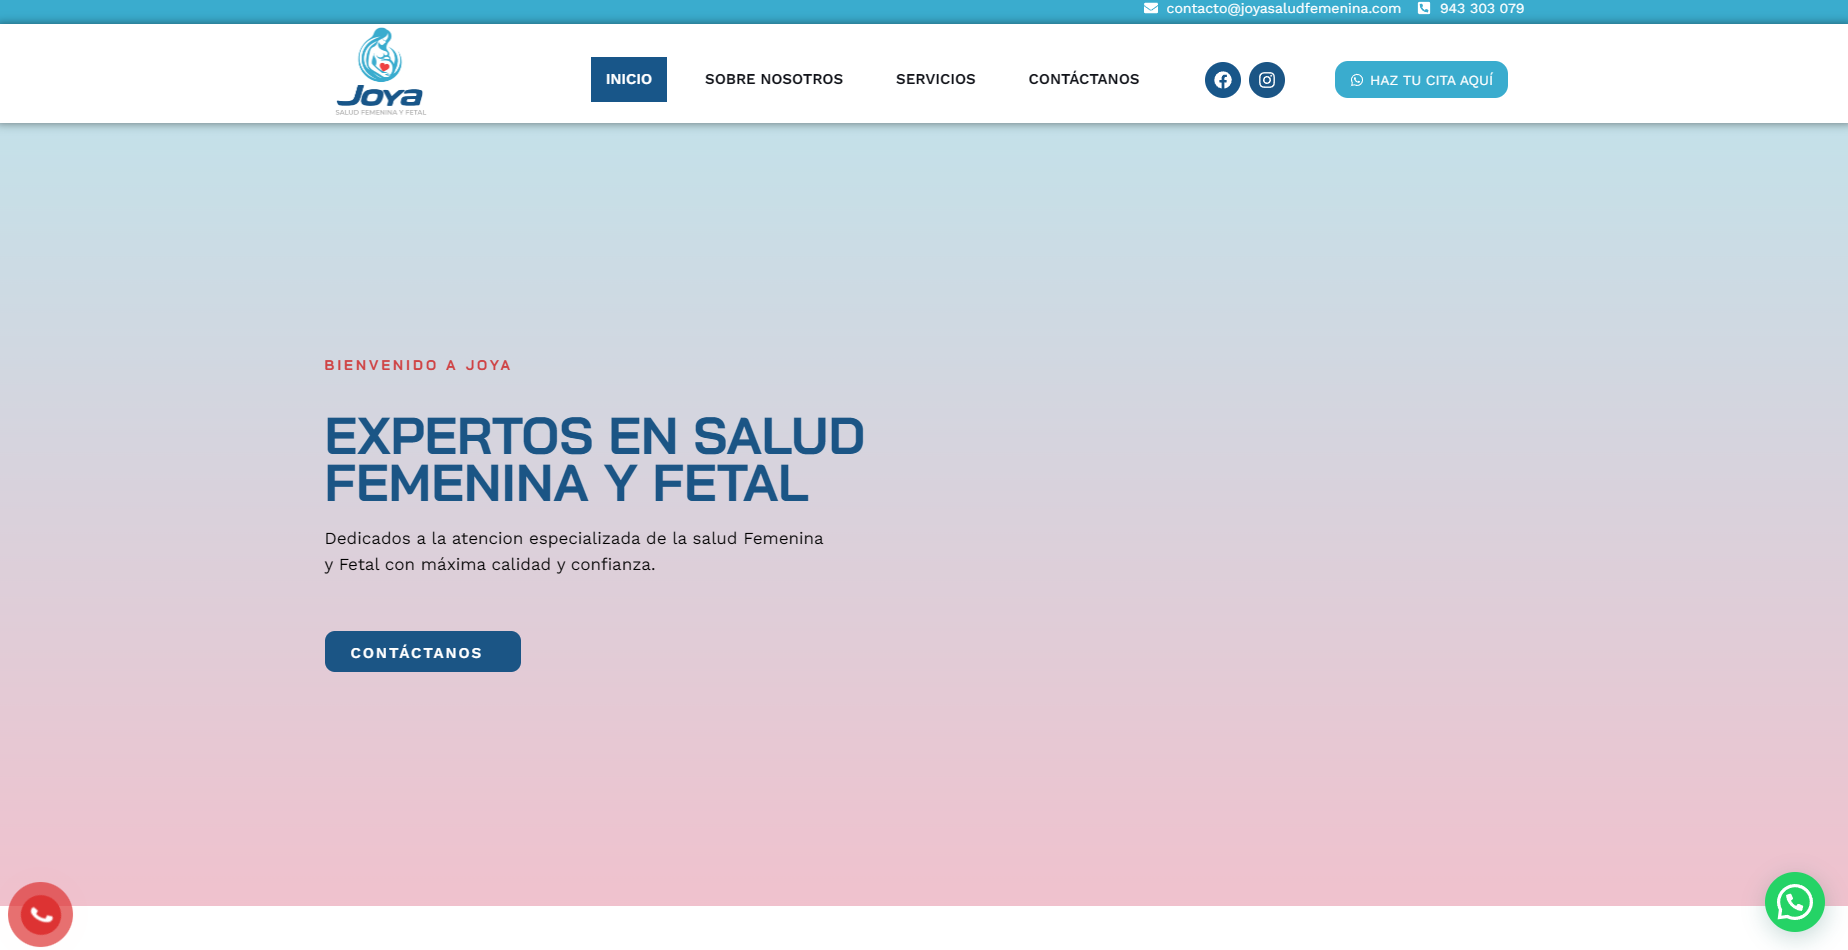 contacto@joyasaludfemenina.com 943 303 079
Joya
SALUD FEMENINA Y FETAL
INICIO SOBRE NOSOTROS SERVICIOS CONTÁCTANOS HAZ TU CITA AQUÍ
BIENVENIDO A JOYA
EXPERTOS EN SALUD
FEMENINA Y FETAL
Dedicados a la atencion especializada de la salud Femenina
y Fetal con máxima calidad y confianza.
CONTÁCTANOS